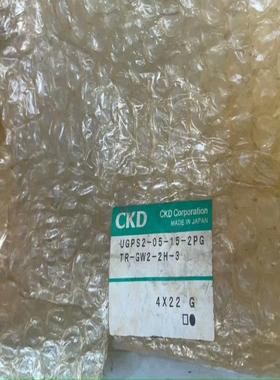 CKD
CKD Corporation
MADE IN JAPAN
UGPS2-05-15-2PG
TR-GW2-2H-3
4X22 G